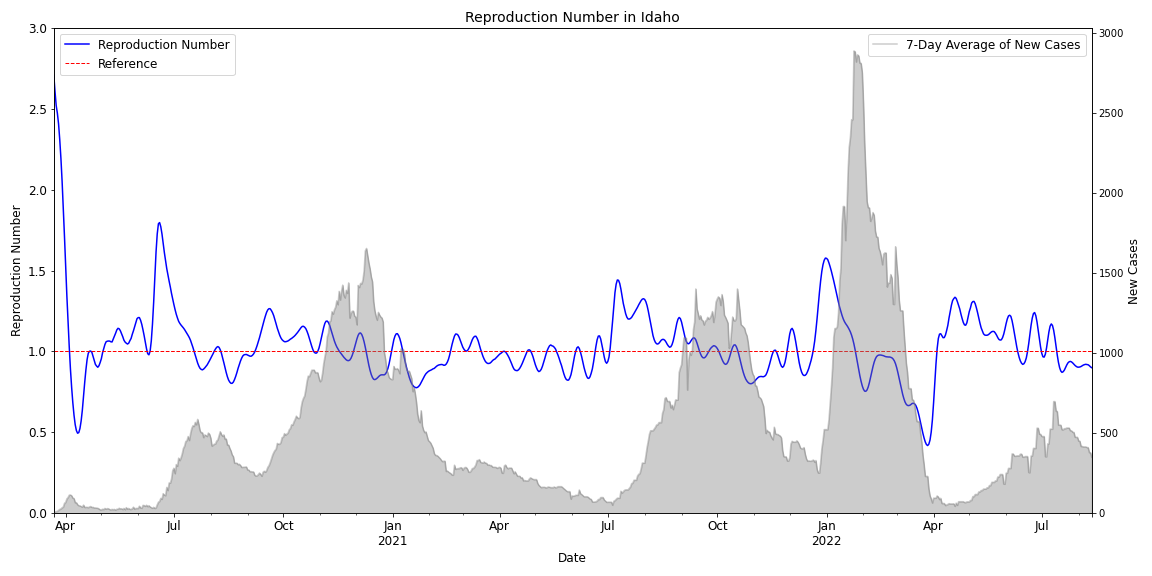 Reproduction Number in Idaho
Reproduction Number
Reference
7-Day Average of New Cases
3.0
2.5
2.0
1.5
1.0
0.5
0.0
Reproduction Number
3000
2500
2000
1500
1000
500
0
New Cases
Apr Jul Oct Jan Apr Jul Oct Jan Apr Jul
2021 2022
Date